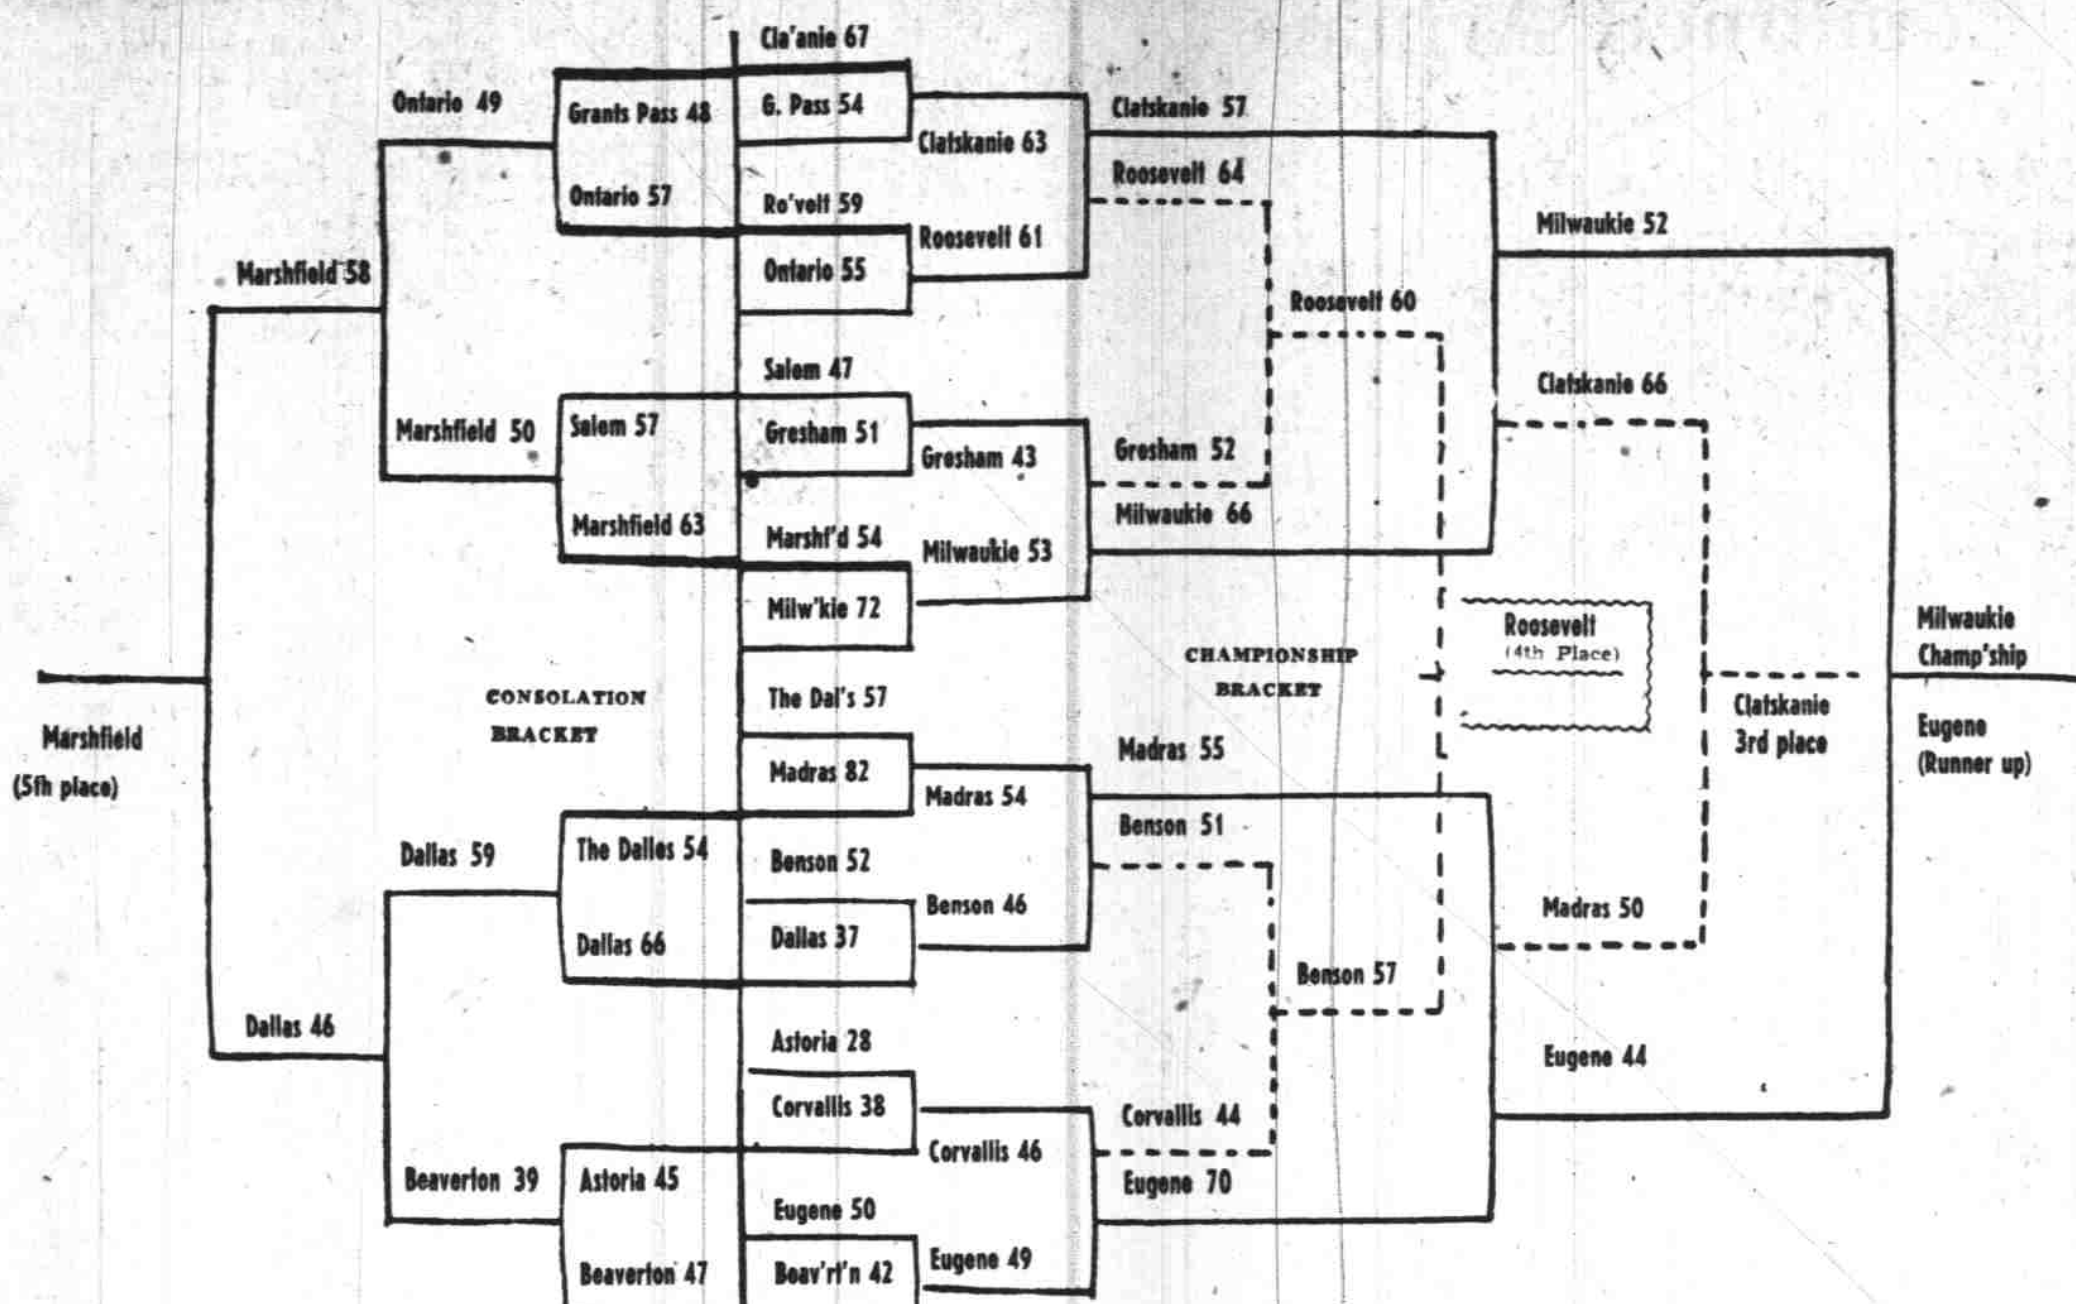 Marshfield
(5th place)
Marshfield 58
Dallas 46
Ontario 49
Marshfield 50
Dallas 59
Beaverton 39
Grants Pass 48
Ontario 57
Salem 57
Marshfield 63
CONSOLATION
BRACKET
The Dalles 54
Dallas 66
Astoria 45
Beaverton 47
Cla'anie 67
G. Pass 54
Ro'velt 59
Ontario 55
Salem 47
Gresham 51
Marshf'd 54
Milw'kie 72
The Dal's 57
Madras 82
Benson 52
Dallas 37
Astoria 28
Corvallis 38
Eugene 50
Beav'rt'n 42
Clatskanie 63
Roosevelt 61
Gresham 43
Milwaukie 53
Madras 54
Benson 46
Corvallis 46
Eugene 49
Clatskanie 57
Roosevelt 64
Gresham 52
Milwaukie 66
CHAMPIONSHIP
BRACKET
Madras 55
Benson 51
Corvallis 44
Eugene 70
Roosevelt 60
Benson 57
Roosevelt
(4th Place)
Milwaukie 52
Clatskanie 66
Madras 50
Eugene 44
Clatskanie
3rd place
Milwaukie
Champ'ship
Eugene
(Runner up)